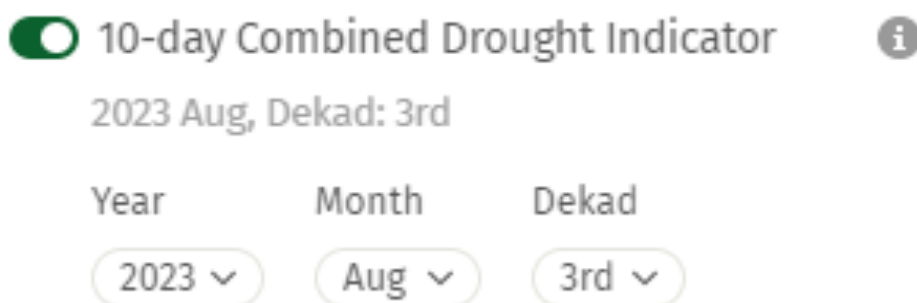 10-day Combined Drought Indicator
2023 Aug, Dekad: 3rd
Year Month Dekad
2023 Aug 3rd